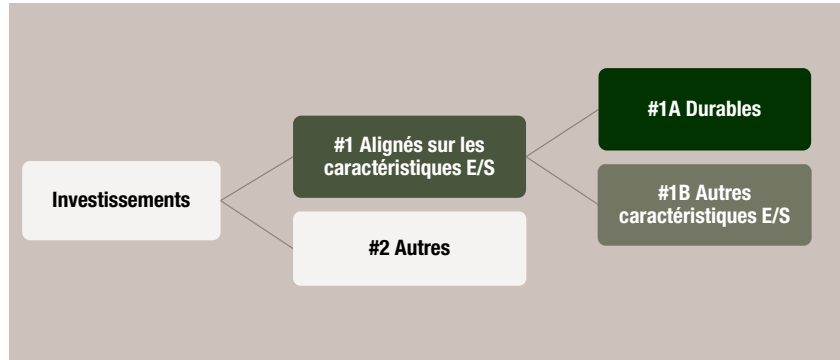 Investissements
#1 Alignés sur les
caractéristiques E/S
#2 Autres
#1A Durables
#1B Autres
caractéristiques E/S